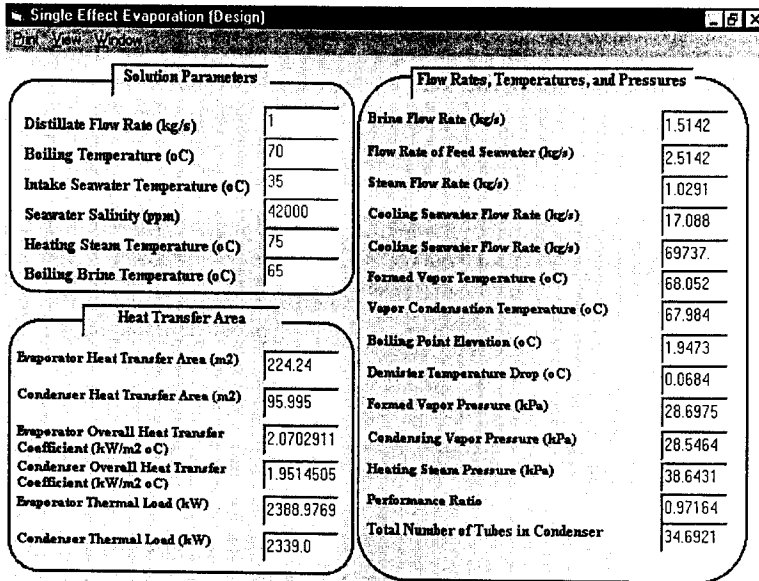 Single Effect Evaporation (Design)
Print View Window
Solution Parameters
Distillate Flow Rate (kg/s) 1
Boiling Temperature (oC) 70
Intake Seawater Temperature (oC) 35
Seawater Salinity (ppm) 42000
Heating Steam Temperature (oC) 75
Boiling Brine Temperature (oC) 65
Heat Transfer Area
Evaporator Heat Transfer Area (m2) 224.24
Condenser Heat Transfer Area (m2) 95.995
Evaporator Overall Heat Transfer
Coefficient (kW/m2 oC) 2.0702911
Condenser Overall Heat Transfer
Coefficient (kW/m2 oC) 1.9514505
Evaporator Thermal Load (kW) 2388.9769
Condenser Thermal Load (kW) 2339.0
Flow Rates, Temperatures, and Pressures
Brine Flow Rate (kg/s) 1.5142
Flow Rate of Feed Seawater (kg/s) 2.5142
Steam Flow Rate (kg/s) 1.0291
Cooling Seawater Flow Rate (kg/s) 17.088
Cooling Seawater Flow Rate (kg/s) 69737.
Formed Vapor Temperature (oC) 68.052
Vapor Condensation Temperature (oC) 67.984
Boiling Point Elevation (oC) 1.9473
Demister Temperature Drop (oC) 0.0684
Formed Vapor Pressure (kPa) 28.6975
Condensing Vapor Pressure (kPa) 28.5464
Heating Steam Pressure (kPa) 38.6431
Performance Ratio 0.97164
Total Number of Tubes in Condenser 34.6921